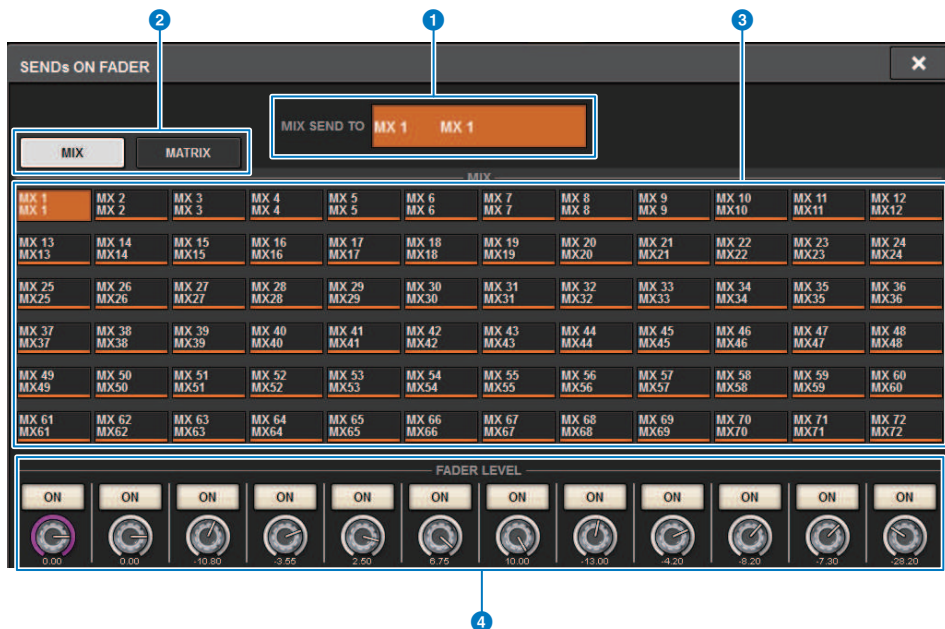 2 1 3
SENDs ON FADER ×
MIX SEND TO MX 1 MX 1
MIX MATRIX
MIX
MX 1 MX 2 MX 3 MX 4 MX 5 MX 6 MX 7 MX 8 MX 9 MX 10 MX 11 MX 12
MX 1 MX 2 MX 3 MX 4 MX 5 MX 6 MX 7 MX 8 MX 9 MX10 MX11 MX12
MX 13 MX 14 MX 15 MX 16 MX 17 MX 18 MX 19 MX 20 MX 21 MX 22 MX 23 MX 24
MX13 MX14 MX15 MX16 MX17 MX18 MX19 MX20 MX21 MX22 MX23 MX24
MX 25 MX 26 MX 27 MX 28 MX 29 MX 30 MX 31 MX 32 MX 33 MX 34 MX 35 MX 36
MX25 MX26 MX27 MX28 MX29 MX30 MX31 MX32 MX33 MX34 MX35 MX36
MX 37 MX 38 MX 39 MX 40 MX 41 MX 42 MX 43 MX 44 MX 45 MX 46 MX 47 MX 48
MX37 MX38 MX39 MX40 MX41 MX42 MX43 MX44 MX45 MX46 MX47 MX48
MX 49 MX 50 MX 51 MX 52 MX 53 MX 54 MX 55 MX 56 MX 57 MX 58 MX 59 MX 60
MX49 MX50 MX51 MX52 MX53 MX54 MX55 MX56 MX57 MX58 MX59 MX60
MX 61 MX 62 MX 63 MX 64 MX 65 MX 66 MX 67 MX 68 MX 69 MX 70 MX 71 MX 72
MX61 MX62 MX63 MX64 MX65 MX66 MX67 MX68 MX69 MX70 MX71 MX72
FADER LEVEL
ON ON ON ON ON ON ON ON ON ON ON ON
0.00 0.00 -10.80 -3.55 2.50 6.75 10.00 -13.00 -4.20 -8.20 -7.30 -28.20
4